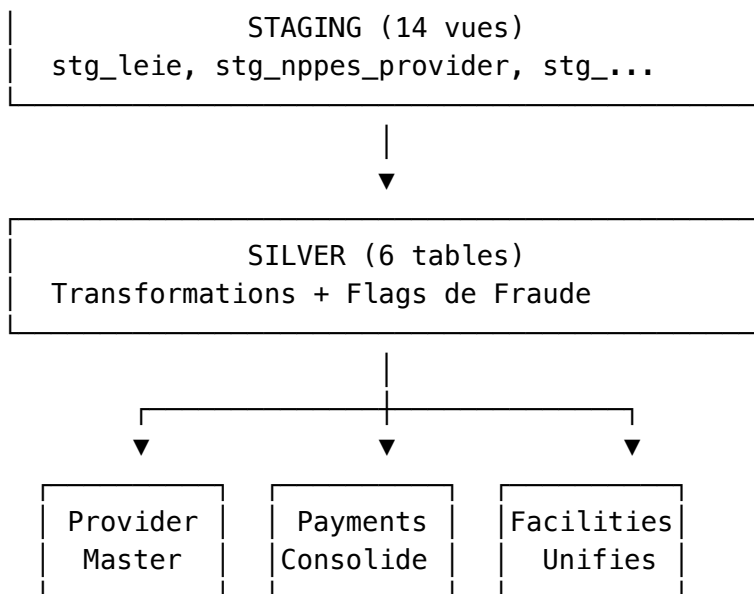 STAGING (14 vues)
stg_leie, stg_nppes_provider, stg_...
SILVER (6 tables)
Transformations + Flags de Fraude
Provider Payments Facilities
Master Consolide Unifies